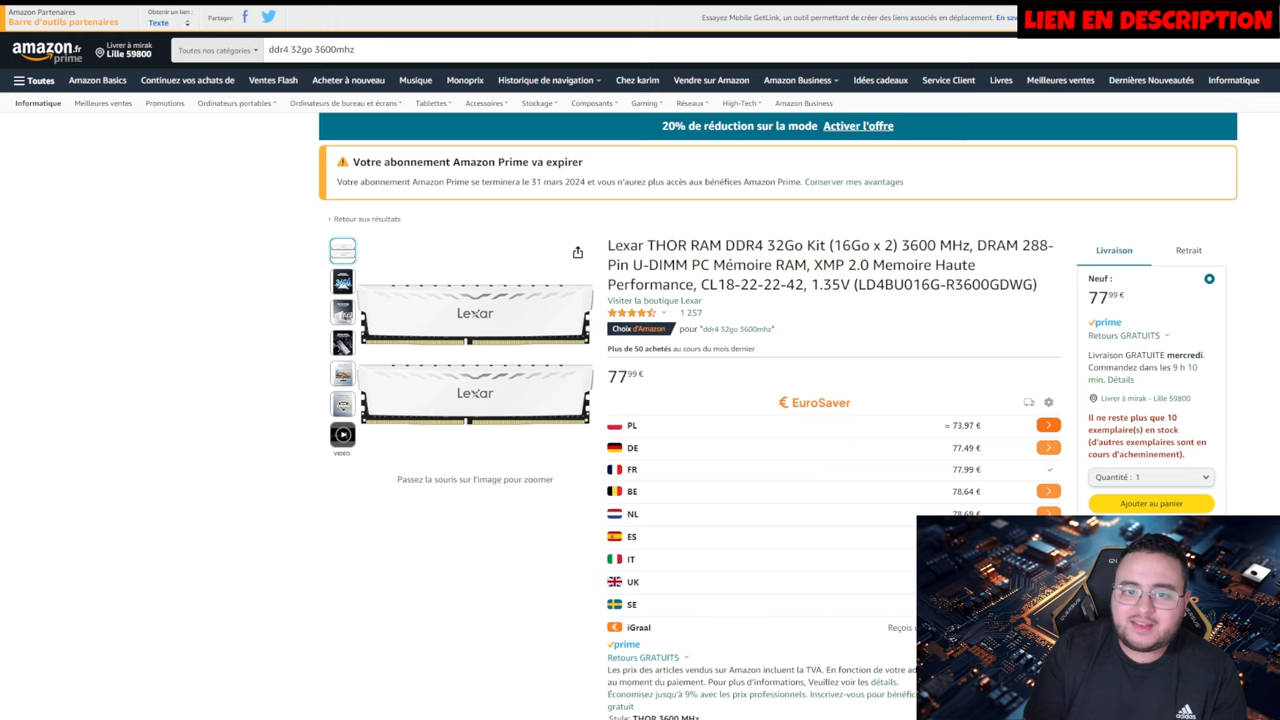 Amazon Partenaires
Barre d'outils partenaires
Obtenir un lien :
Texte
Partager:
Essayez Mobile GetLink, un outil permettant de créer des liens associés en déplacement. En sav
LIEN EN DESCRIPTION
amazon.fr
prime
Livrer à mirak
Lille 59800
Toutes nos catégories
ddr4 32go 3600mhz
Toutes
Amazon Basics
Continuez vos achats de
Ventes Flash
Acheter à nouveau
Musique
Monoprix
Historique de navigation
Chez karim
Vendre sur Amazon
Amazon Business
Idées cadeaux
Service Client
Livres
Meilleures ventes
Dernières Nouveautés
Informatique
Informatique
Meilleures ventes
Promotions
Ordinateurs portables
Ordinateurs de bureau et écrans
Tablettes
Accessoires
Stockage
Composants
Gaming
Réseaux
High-Tech
Amazon Business
20% de réduction sur la mode Activer l'offre
Votre abonnement Amazon Prime va expirer
Votre abonnement Amazon Prime se terminera le 31 mars 2024 et vous n'aurez plus accès aux bénéfices Amazon Prime. Conserver mes avantages
‹ Retour aux résultats
Lexar
Lexar
VIDÉO
Passez la souris sur l'image pour zoomer
Lexar THOR RAM DDR4 32Go Kit (16Go x 2) 3600 MHz, DRAM 288-
Pin U-DIMM PC Mémoire RAM, XMP 2.0 Memoire Haute
Performance, CL18-22-22-42, 1.35V (LD4BU016G-R3600GDWG)
Visiter la boutique Lexar
1 257
Choix d'Amazon pour "ddr4 32go 3600mhz"
Plus de 50 achetés au cours du mois dernier
77,99 €
€ EuroSaver
PL ≈ 73,97 €
DE 77,49 €
FR 77,99 €
BE 78,64 €
NL 78,69 €
ES
IT
UK
SE
iGraal Reçois
prime
Retours GRATUITS
Les prix des articles vendus sur Amazon incluent la TVA. En fonction de votre ad
au moment du paiement. Pour plus d'informations, Veuillez voir les détails.
Économisez jusqu'à 9% avec les prix professionnels. Inscrivez-vous pour bénéfic
gratuit
Style: THOR 3600 MHz
Livraison
Retrait
Neuf :
77,99 €
prime
Retours GRATUITS
Livraison GRATUITE mercredi.
Commandez dans les 9 h 10
min. Détails
Livrer à mirak - Lille 59800
Il ne reste plus que 10
exemplaire(s) en stock
(d'autres exemplaires sont en
cours d'acheminement).
Quantité : 1
Ajouter au panier
adidas